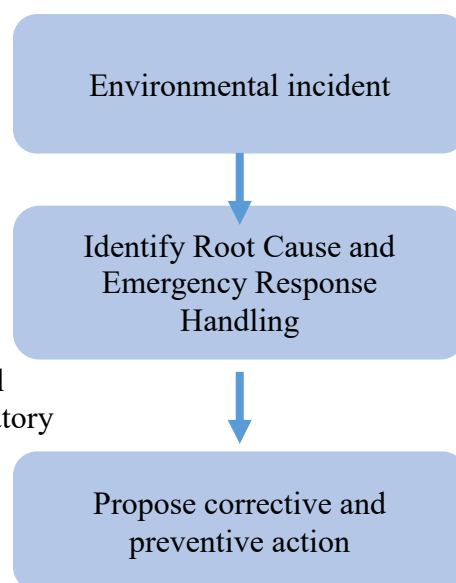 Environmental incident
Identify Root Cause and
Emergency Response
Handling
Propose corrective and
preventive action